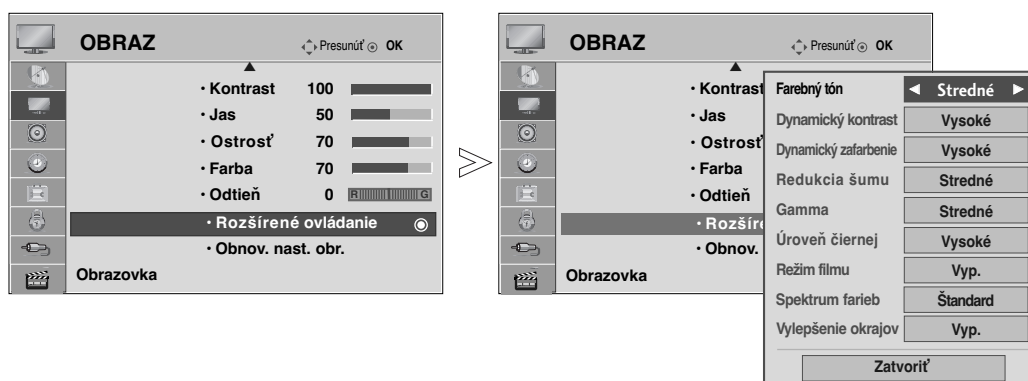 OBRAZ
Presunúť OK
• Kontrast 100
• Jas 50
• Ostrosť 70
• Farba 70
• Odtieň 0 R G
• Rozšírené ovládanie
• Obnov. nast. obr.
Obrazovka
OBRAZ
Presunúť OK
• Kontrast
• Jas
• Ostrosť
• Farba
• Odtieň
• Rozšíre
• Obnov.
Obrazovka
Farebný tón Stredné
Dynamický kontrast Vysoké
Dynamický zafarbenie Vysoké
Redukcia šumu Stredné
Gamma Stredné
Úroveň čiernej Vysoké
Režim filmu Vyp.
Spektrum farieb Štandard
Vylepšenie okrajov Vyp.
Zatvoriť